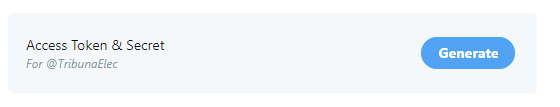 Access Token & Secret
Generate
For @TribunaElec